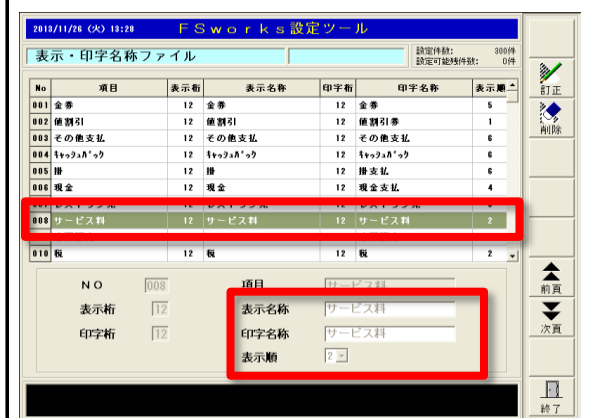 2013/11/26 (火) 13:28 FSworks設定ツール
表示・印字名称ファイル
設定件数: 300件
設定可能残件数: 0件
No 項目 表示桁 表示名称 印字桁 印字名称 表示順
001 金券 12 金券 12 金券 5
002 値割引 12 値割引 12 値割引券 1
003 その他支払 12 その他支払 12 その他支払 6
004 ｷｬｯｼｭﾊﾞｯｸ 12 ｷｬｯｼｭﾊﾞｯｸ 12 ｷｬｯｼｭﾊﾞｯｸ 6
005 掛 12 掛 12 掛支払 6
006 現金 12 現金 12 現金支払 4
008 サービス料 12 サービス料 12 サービス料 2
010 税 12 税 12 税 2
NO 008 項目 サービス料
表示桁 12 表示名称 サービス料
印字桁 12 印字名称 サービス料
表示順 2
訂正
削除
前頁
次頁
終了